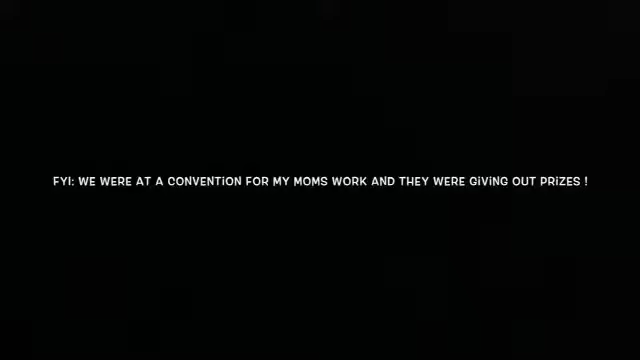 FYI: WE WERE AT A CONVENTiON FOR MY MOMS WORK AND THEY WERE GiViNG OUT PRiZES !